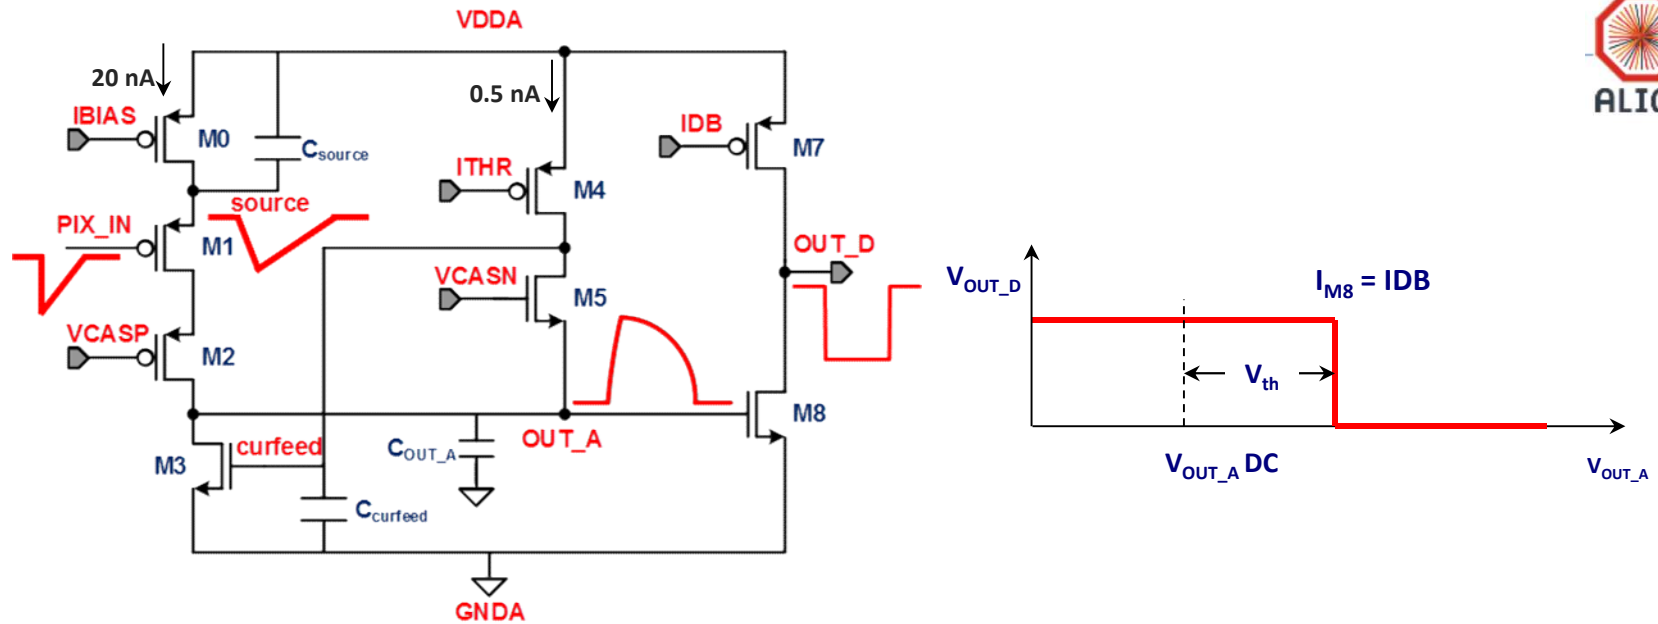 VDDA
20 nA
0.5 nA
IBIAS
M0
Csource
IDB
M7
ITHR
M4
source
PIX_IN
M1
OUT_D
VCASN
M5
VCASP
M2
M8
curfeed
COUT_A
OUT_A
M3
Ccurfeed
GNDA
VOUT_D
IM8 = IDB
Vth
VOUT_A DC
VOUT_A